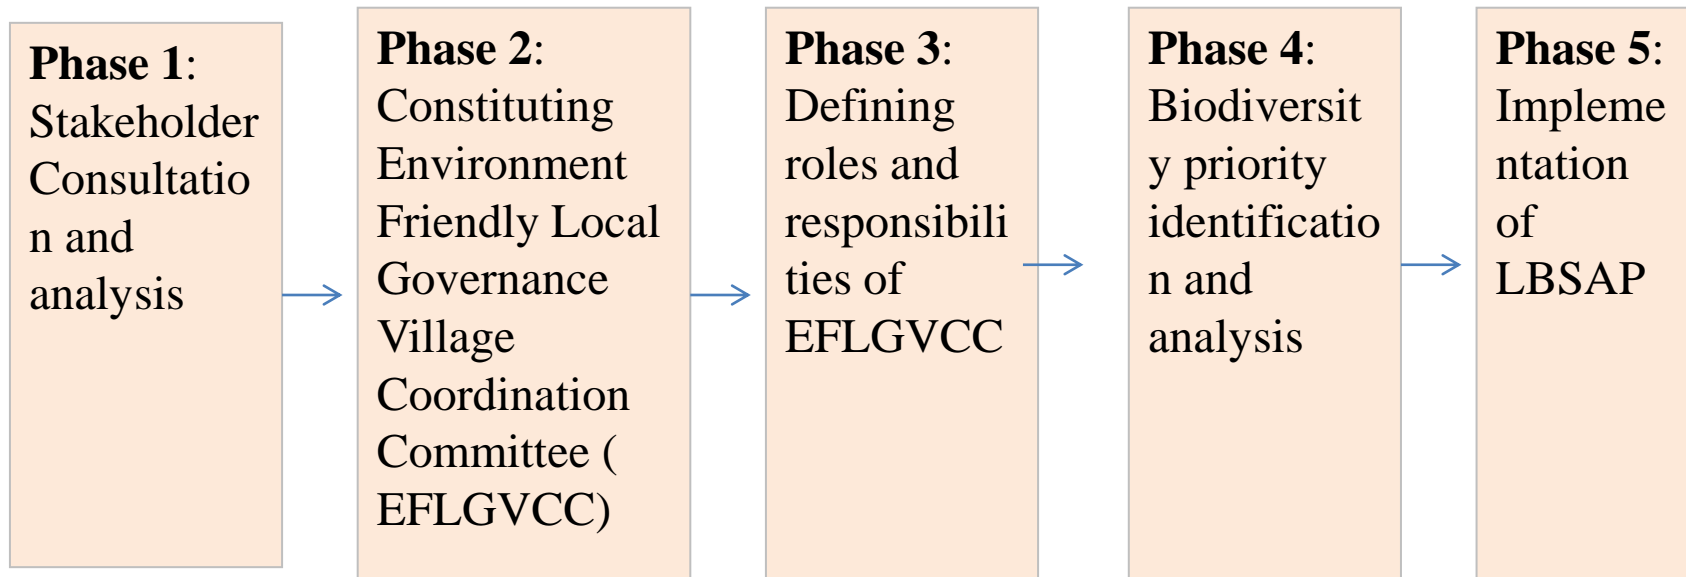 Phase 1:
Stakeholder
Consultatio
n and
analysis
Phase 2:
Constituting
Environment
Friendly Local
Governance
Village
Coordination
Committee (
EFLGVCC)
Phase 3:
Defining
roles and
responsibili
ties of
EFLGVCC
Phase 4:
Biodiversit
y priority
identificatio
n and
analysis
Phase 5:
Impleme
ntation
of
LBSAP